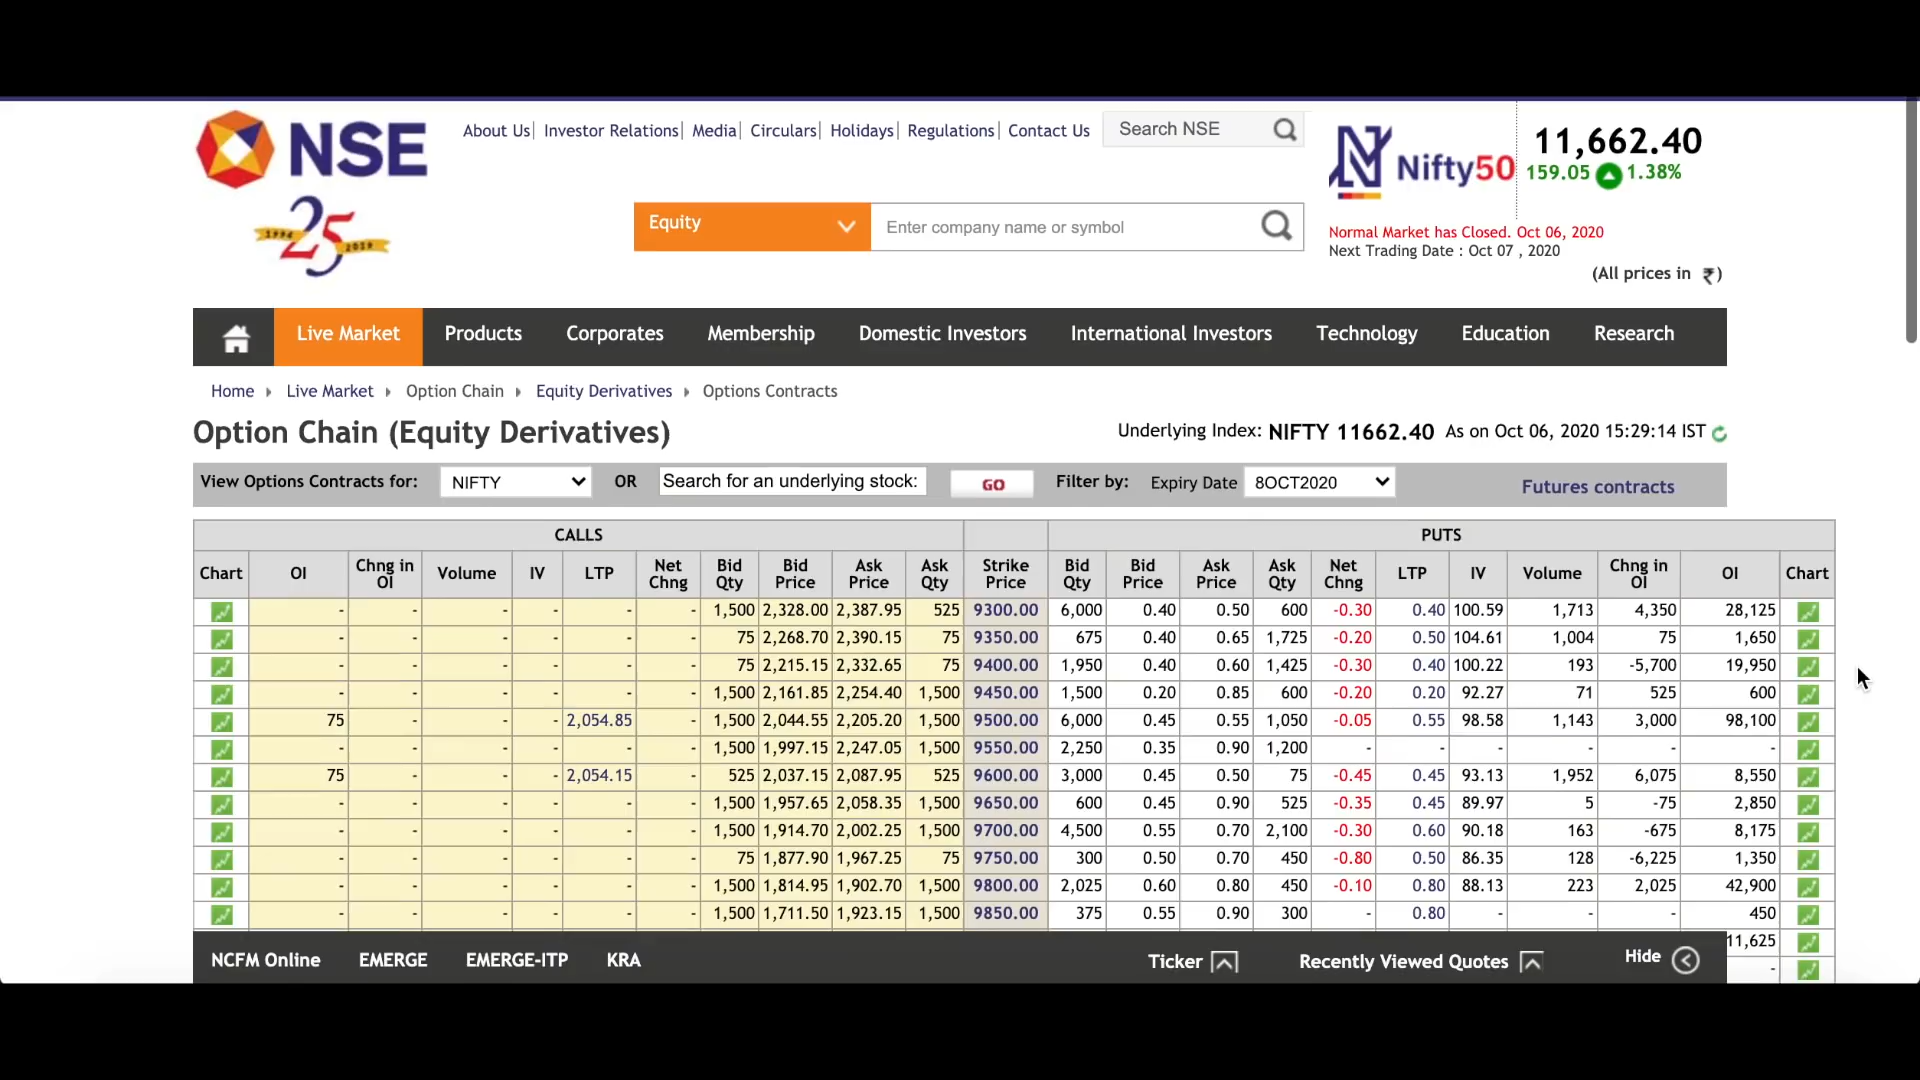 NSE
1994 25 2019
About Us| Investor Relations| Media| Circulars| Holidays| Regulations| Contact Us
Search NSE
Equity
Enter company name or symbol
Nifty50
11,662.40
159.05 1.38%
Normal Market has Closed. Oct 06, 2020
Next Trading Date : Oct 07 , 2020
(All prices in ₹)
Live Market Products Corporates Membership Domestic Investors International Investors Technology Education Research
Home Live Market Option Chain Equity Derivatives Options Contracts
Option Chain (Equity Derivatives)
Underlying Index: NIFTY 11662.40 As on Oct 06, 2020 15:29:14 IST
View Options Contracts for: NIFTY OR Search for an underlying stock: GO Filter by: Expiry Date 8OCT2020 Futures contracts
CALLS PUTS
Chart OI Chng in OI Volume IV LTP Net Chng Bid Qty Bid Price Ask Price Ask Qty Strike Price Bid Qty Bid Price Ask Price Ask Qty Net Chng LTP IV Volume Chng in OI OI Chart
- - - - - - 1,500 2,328.00 2,387.95 525 9300.00 6,000 0.40 0.50 600 -0.30 0.40 100.59 1,713 4,350 28,125
- - - - - - 75 2,268.70 2,390.15 75 9350.00 675 0.40 0.65 1,725 -0.20 0.50 104.61 1,004 75 1,650
- - - - - - 75 2,215.15 2,332.65 75 9400.00 1,950 0.40 0.60 1,425 -0.30 0.40 100.22 193 -5,700 19,950
- - - - - - 1,500 2,161.85 2,254.40 1,500 9450.00 1,500 0.20 0.85 600 -0.20 0.20 92.27 71 525 600
75 - - - 2,054.85 - 1,500 2,044.55 2,205.20 1,500 9500.00 6,000 0.45 0.55 1,050 -0.05 0.55 98.58 1,143 3,000 98,100
- - - - - - 1,500 1,997.15 2,247.05 1,500 9550.00 2,250 0.35 0.90 1,200 - - - - - -
75 - - - 2,054.15 - 525 2,037.15 2,087.95 525 9600.00 3,000 0.45 0.50 75 -0.45 0.45 93.13 1,952 6,075 8,550
- - - - - - 1,500 1,957.65 2,058.35 1,500 9650.00 600 0.45 0.90 525 -0.35 0.45 89.97 5 -75 2,850
- - - - - - 1,500 1,914.70 2,002.25 1,500 9700.00 4,500 0.55 0.70 2,100 -0.30 0.60 90.18 163 -675 8,175
- - - - - - 75 1,877.90 1,967.25 75 9750.00 300 0.50 0.70 450 -0.80 0.50 86.35 128 -6,225 1,350
- - - - - - 1,500 1,814.95 1,902.70 1,500 9800.00 2,025 0.60 0.80 450 -0.10 0.80 88.13 223 2,025 42,900
- - - - - - 1,500 1,711.50 1,923.15 1,500 9850.00 375 0.55 0.90 300 - 0.80 - - - 450
11,625
-
NCFM Online EMERGE EMERGE-ITP KRA Ticker Recently Viewed Quotes Hide